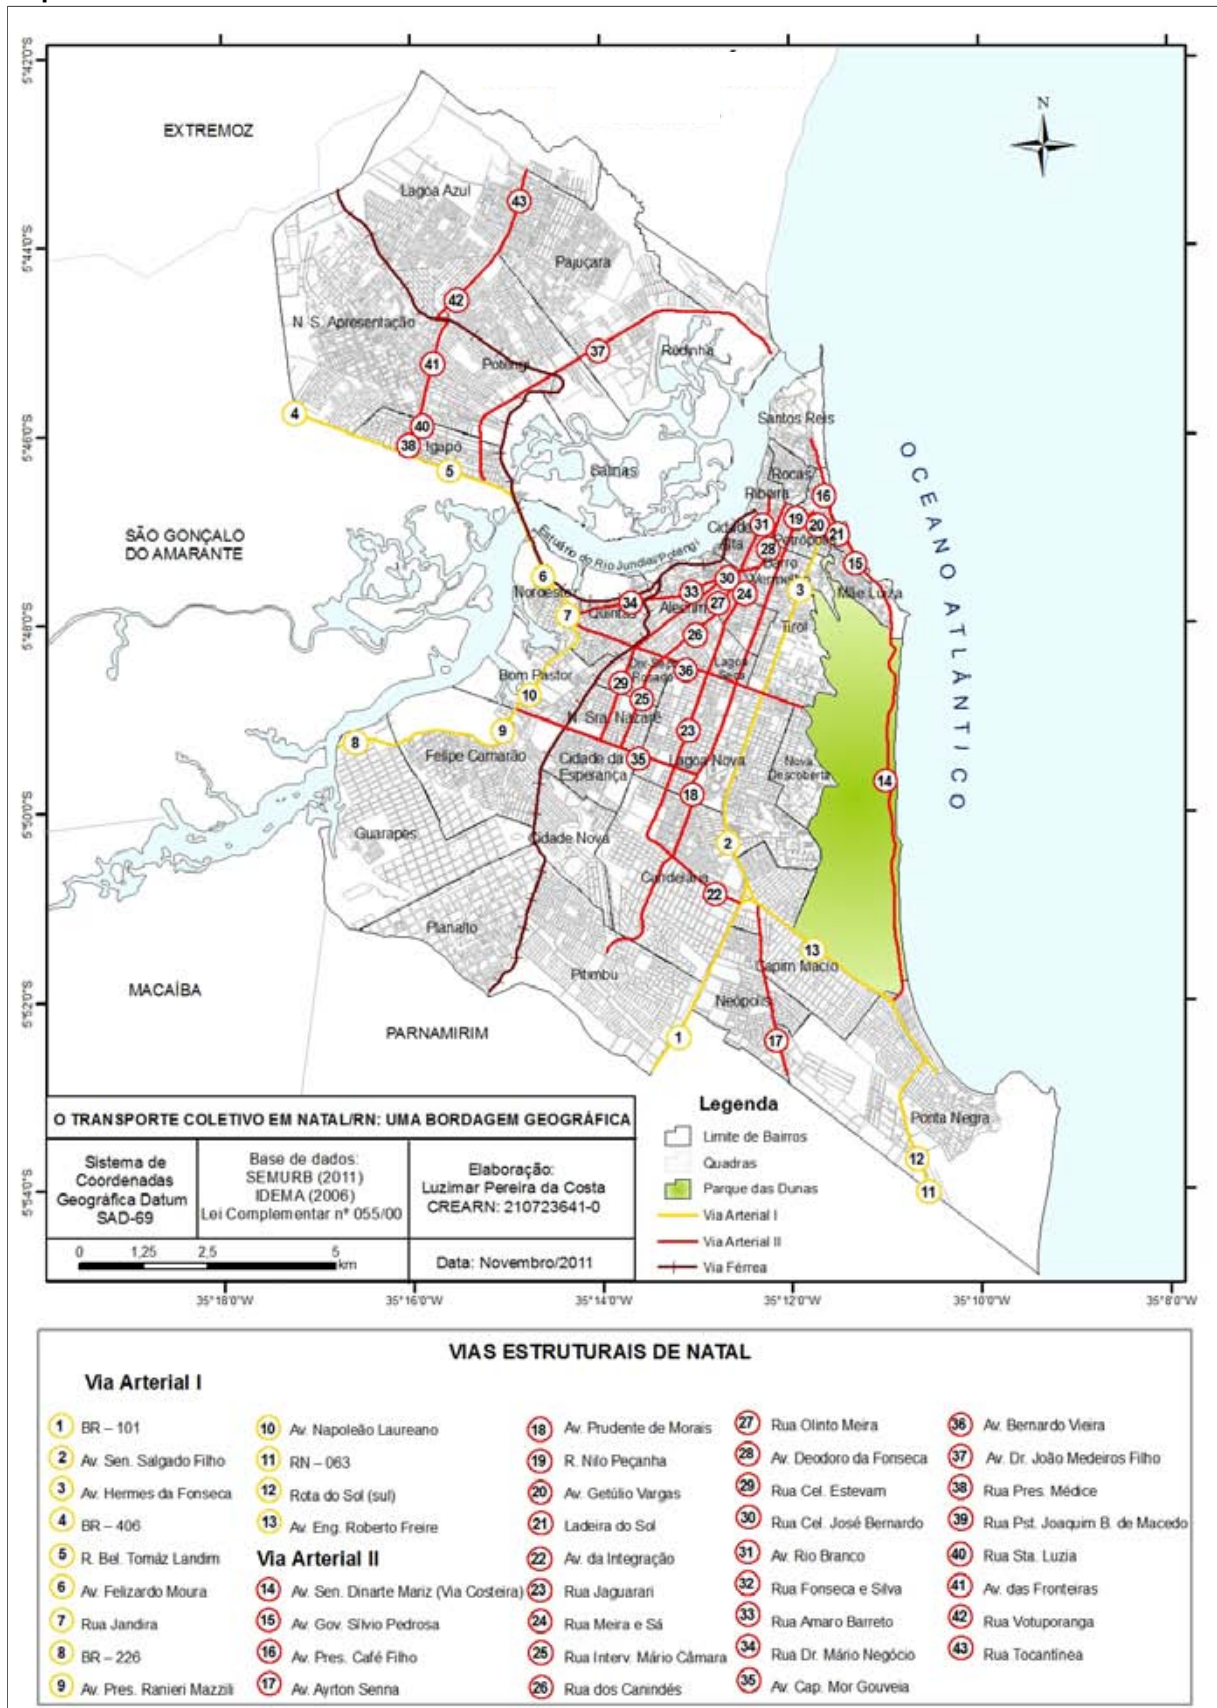 5°42'0"S
EXTREMOZ
N
Lagoa Azul
43
5°44'0"S
Pajuçara
42
N. S. Apresentação
37
Redinha
41
Potengi
4
40
Santos Reis
5°46'0"S
38
Igapó
5
Salinas
Rocas
16
Ribeira
OCEANO ATLÂNTICO
SÃO GONÇALO
DO AMARANTE
Cidade
Alta
31
19
20
21
Petrópolis
Estuário do Rio Jundiaí/Potengi
28
Barro
Vermelho
15
6
30
Noroeste
33
24
3
Mãe Luiza
34
27
Quintas
Alecrim
7
Tirol
5°48'0"S
26
Lagoa
Seca
36
Bom Pastor
29
10
25
N. Sra. Nazaré
9
23
8
Felipe Camarão
Cidade da
Esperança
35
Lagoa Nova
Nova
Descoberta
14
18
5°50'0"S
Guarapes
Cidade Nova
2
Candelária
22
Planalto
13
Capim Macio
Pitimbu
MACAÍBA
5°52'0"S
Neópolis
PARNAMIRIM
1
17
Ponta Negra
12
11
5°54'0"S
O TRANSPORTE COLETIVO EM NATAL/RN: UMA BORDAGEM GEOGRÁFICA
Sistema de
Coordenadas
Geográfica Datum
SAD-69
Base de dados:
SEMURB (2011)
IDEMA (2006)
Lei Complementar n° 055/00
Elaboração:
Luzimar Pereira da Costa
CREARN: 210723641-0
0 1,25 2,5 5
km
Data: Novembro/2011
Legenda
Limite de Bairros
Quadras
Parque das Dunas
Via Arterial I
Via Arterial II
Via Férrea
35°18'0"W 35°16'0"W 35°14'0"W 35°12'0"W 35°10'0"W 35°8'0"W
VIAS ESTRUTURAIS DE NATAL
Via Arterial I
1 BR – 101
2 Av. Sen. Salgado Filho
3 Av. Hermes da Fonseca
4 BR – 406
5 R. Bel. Tomáz Landim
6 Av. Felizardo Moura
7 Rua Jandira
8 BR – 226
9 Av. Pres. Ranieri Mazzili
10 Av. Napoleão Laureano
11 RN – 063
12 Rota do Sol (sul)
13 Av. Eng. Roberto Freire
Via Arterial II
14 Av. Sen. Dinarte Mariz (Via Costeira)
15 Av. Gov. Sílvio Pedrosa
16 Av. Pres. Café Filho
17 Av. Ayrton Senna
18 Av. Prudente de Morais
19 R. Nilo Peçanha
20 Av. Getúlio Vargas
21 Ladeira do Sol
22 Av. da Integração
23 Rua Jaguarari
24 Rua Meira e Sá
25 Rua Interv. Mário Câmara
26 Rua dos Canindés
27 Rua Olinto Meira
28 Av. Deodoro da Fonseca
29 Rua Cel. Estevam
30 Rua Cel. José Bernardo
31 Av. Rio Branco
32 Rua Fonseca e Silva
33 Rua Amaro Barreto
34 Rua Dr. Mário Negócio
35 Av. Cap. Mor Gouveia
36 Av. Bernardo Vieira
37 Av. Dr. João Medeiros Filho
38 Rua Pres. Médice
39 Rua Pst. Joaquim B. de Macedo
40 Rua Sta. Luzia
41 Av. das Fronteiras
42 Rua Votuporanga
43 Rua Tocantínea